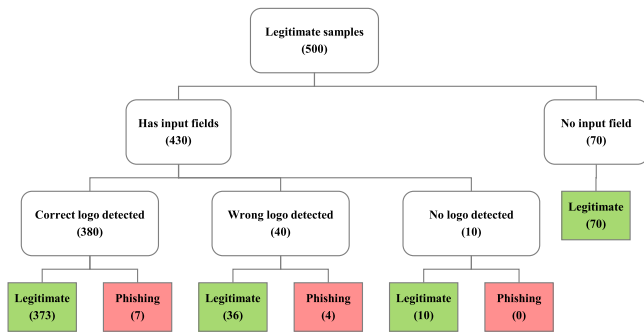 Legitimate samples
(500)
Has input fields
(430)
No input field
(70)
Correct logo detected
(380)
Wrong logo detected
(40)
No logo detected
(10)
Legitimate
(70)
Legitimate
(373)
Phishing
(7)
Legitimate
(36)
Phishing
(4)
Legitimate
(10)
Phishing
(0)